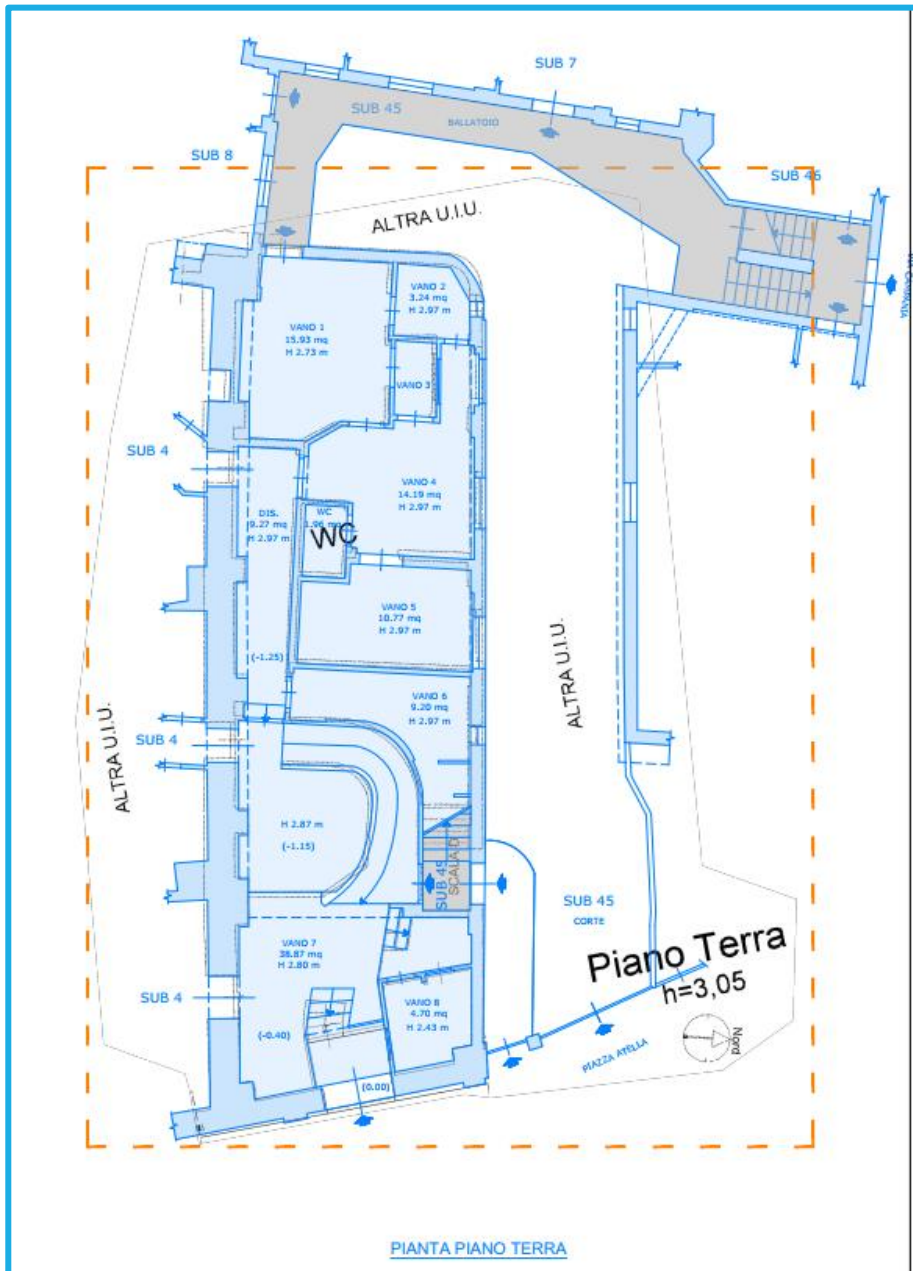 SUB 7
SUB 45
BALLATOIO
SUB 8
SUB 46
ALTRA U.I.U.
VANO 2
3.24 mq
H 2.97 m
VANO 1
15.93 mq
H 2.73 m
VANO 3
SUB 4
VANO 4
14.19 mq
H 2.97 m
DIS.
9.27 mq
H 2.97 m
WC
1.96 mq
WC
VANO 5
10.77 mq
H 2.97 m
ALTRA U.I.U.
(-1.25)
VANO 6
9.20 mq
H 2.97 m
SUB 4
ALTRA U.I.U.
H 2.87 m
(-1.15)
SUB 45
SCALA D
SUB 45
CORTE
VANO 7
38.87 mq
H 2.80 m
Piano Terra
h=3,05
SUB 4
VANO 8
4.70 mq
H 2.43 m
(-0.40)
Nord
PIAZZA ATELLA
(0.00)
PIANTA PIANO TERRA